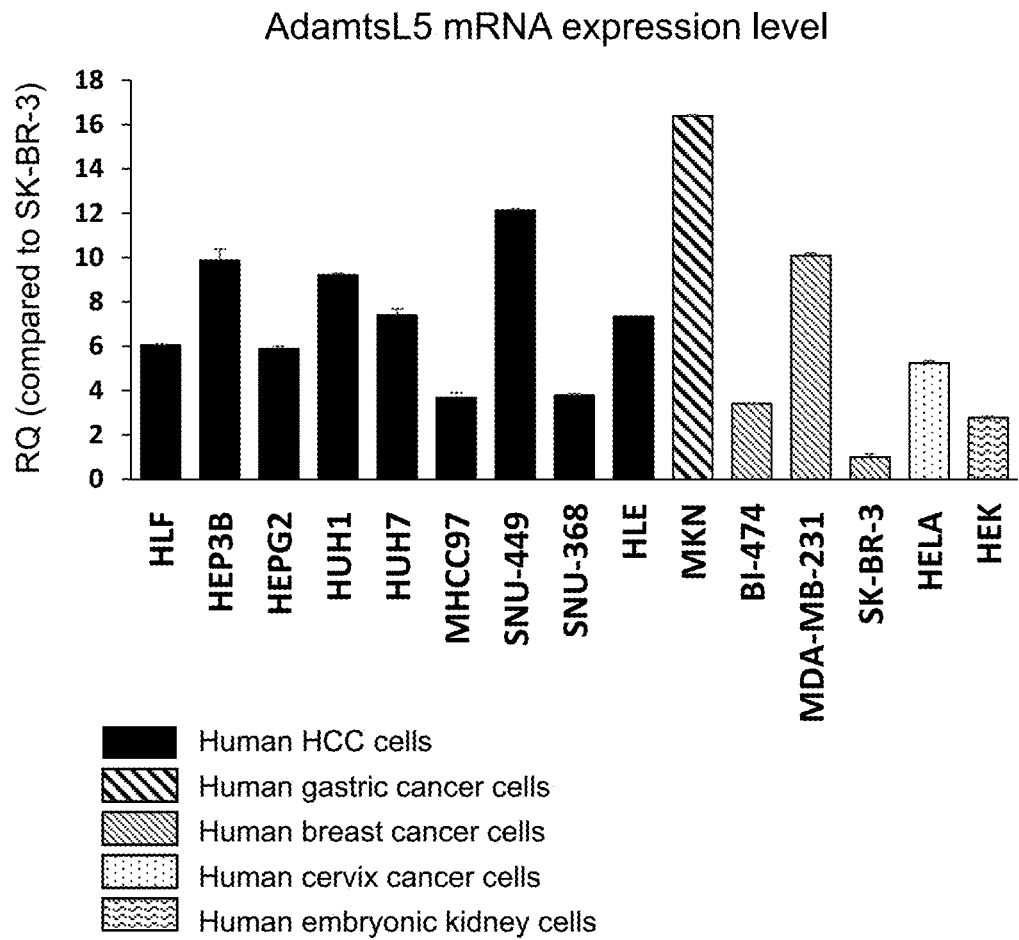 AdamtsL5 mRNA expression level
RQ (compared to SK-BR-3)
18
16
14
12
10
8
6
4
2
0
HLF
HEP3B
HEPG2
HUH1
HUH7
MHCC97
SNU-449
SNU-368
HLE
MKN
BI-474
MDA-MB-231
SK-BR-3
HELA
HEK
Human HCC cells
Human gastric cancer cells
Human breast cancer cells
Human cervix cancer cells
Human embryonic kidney cells